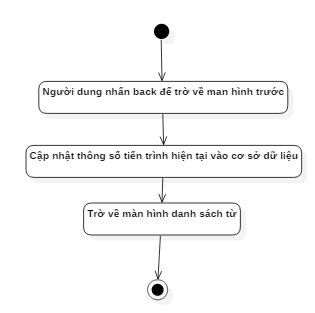 Người dung nhấn back để trở về man hình trước
Cập nhật thông số tiến trình hiện tại vào cơ sở dữ liệu
Trở về màn hình danh sách từ